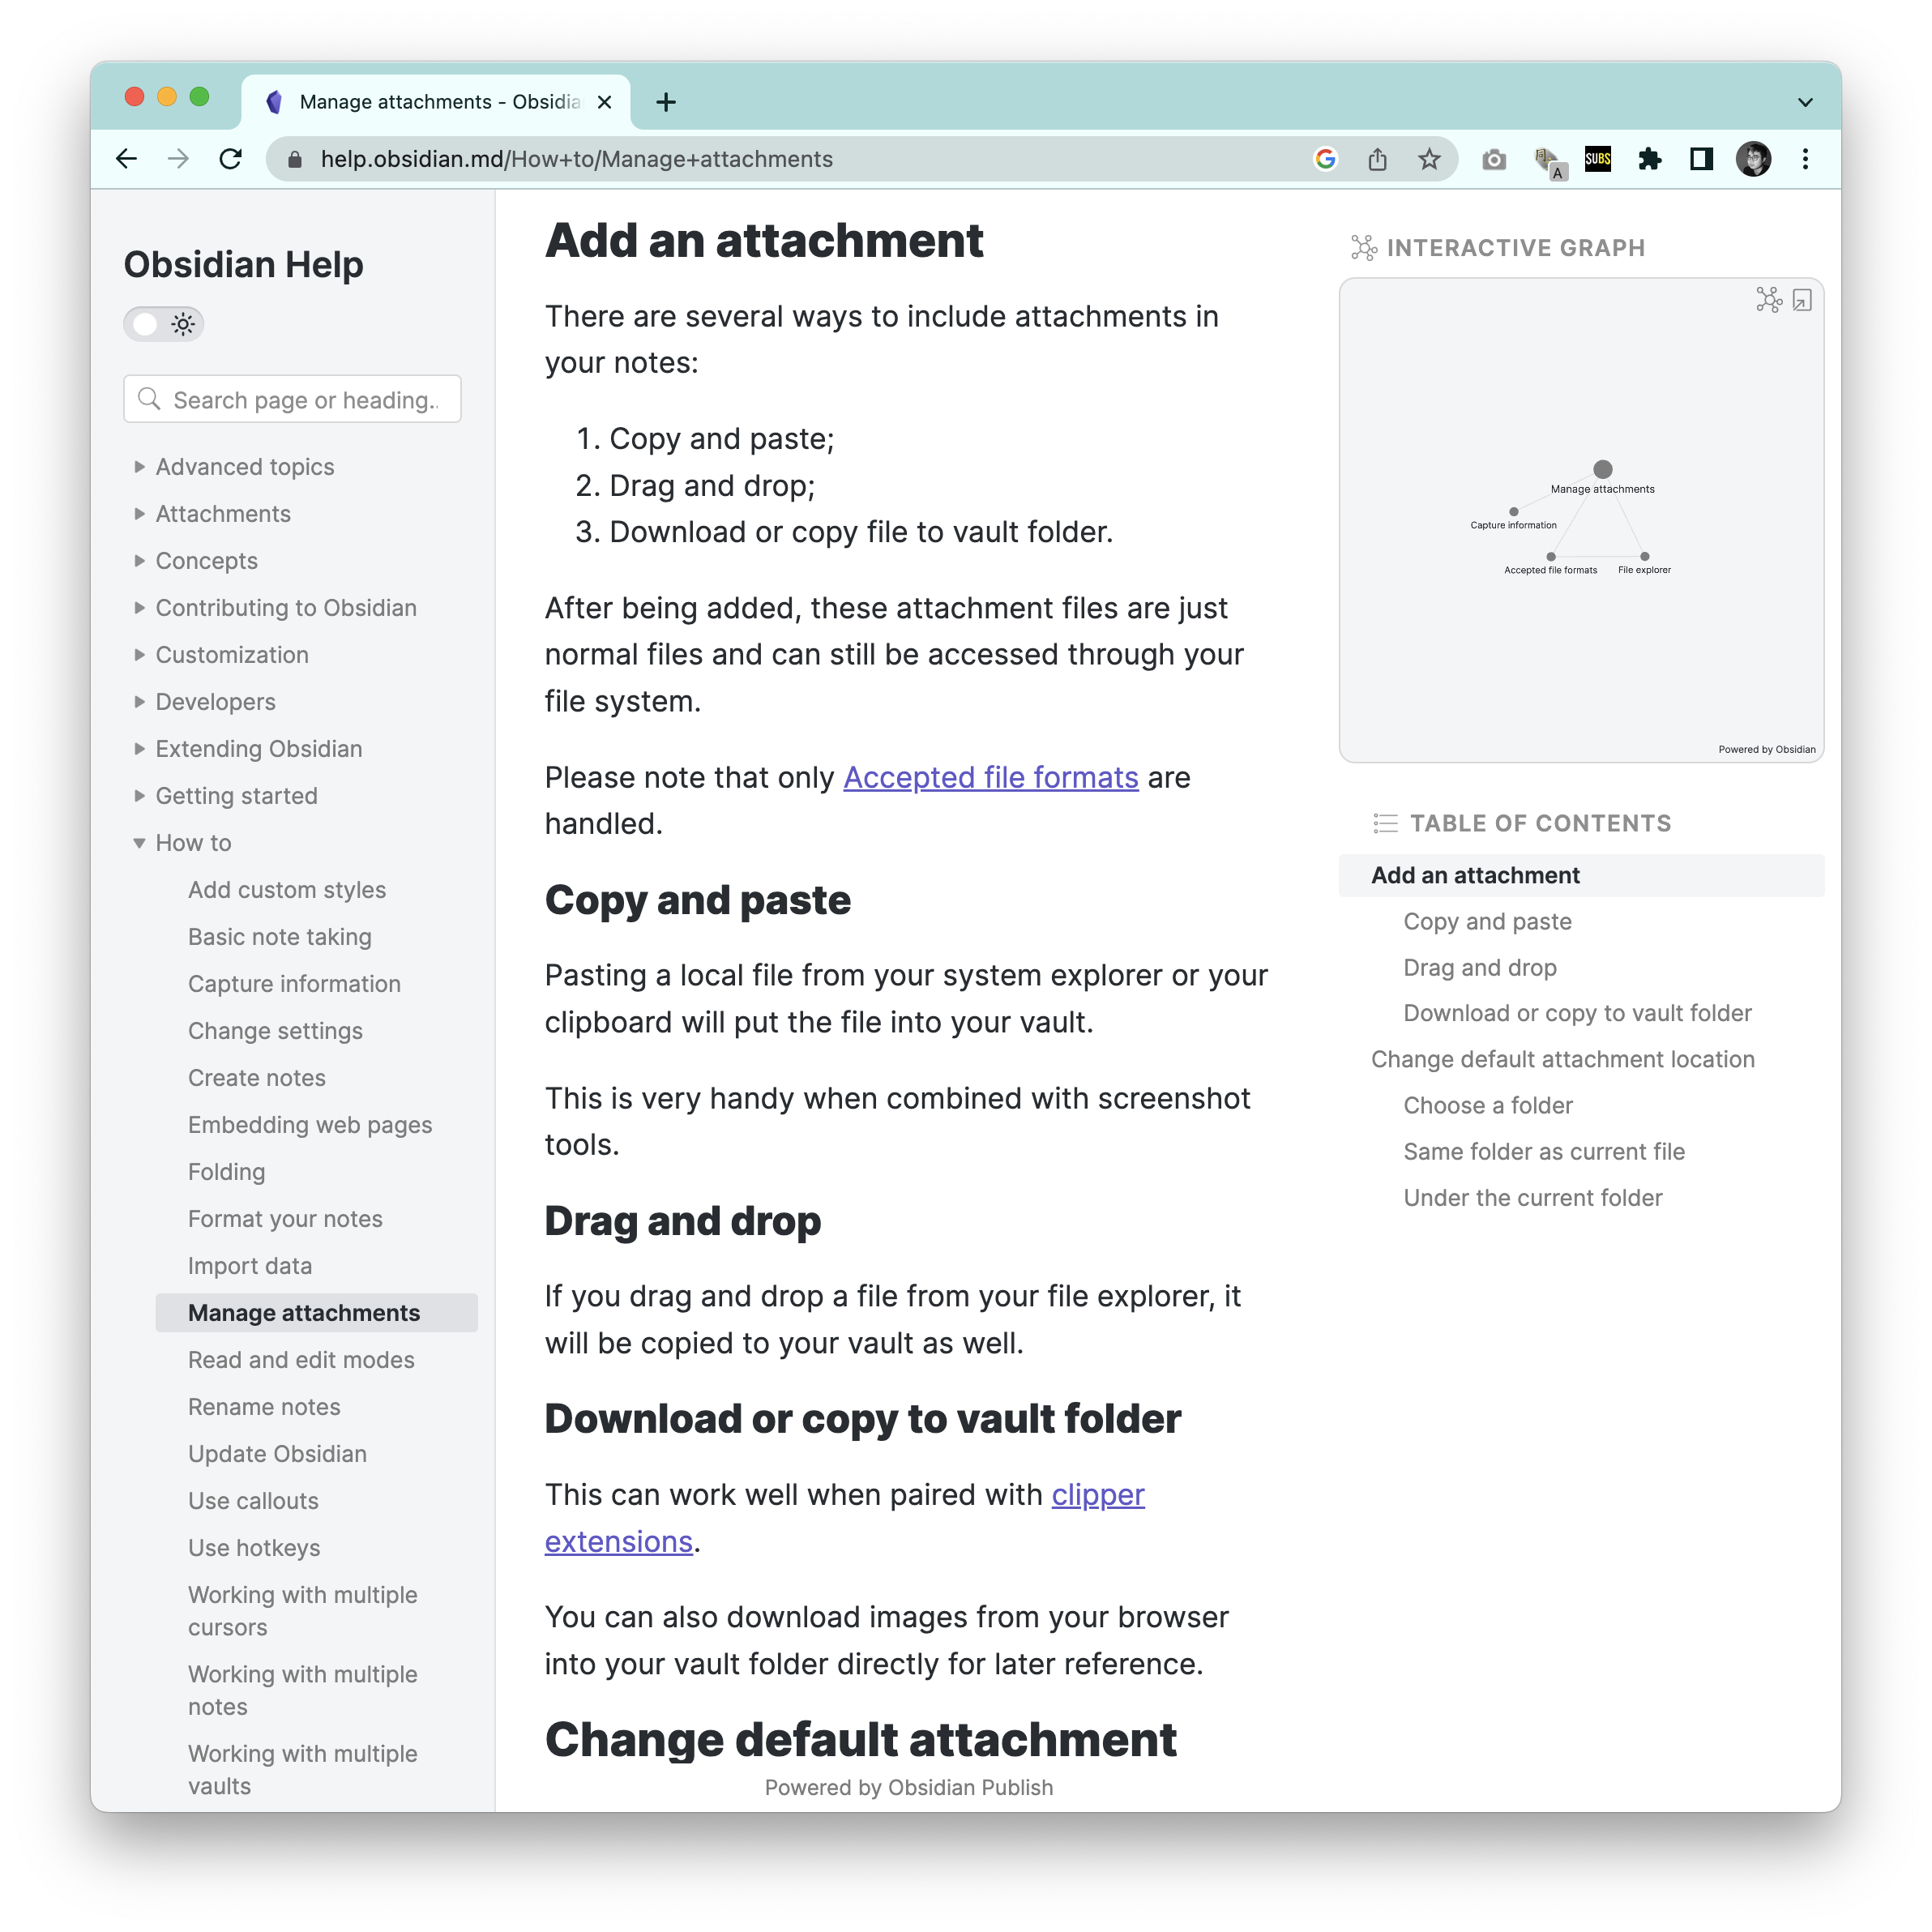 Manage attachments - Obsidia
help.obsidian.md/How+to/Manage+attachments
A
SUBS
Obsidian Help
Search page or heading..
Advanced topics
Attachments
Concepts
Contributing to Obsidian
Customization
Developers
Extending Obsidian
Getting started
How to
Add custom styles
Basic note taking
Capture information
Change settings
Create notes
Embedding web pages
Folding
Format your notes
Import data
Manage attachments
Read and edit modes
Rename notes
Update Obsidian
Use callouts
Use hotkeys
Working with multiple
cursors
Working with multiple
notes
Working with multiple
vaults
Add an attachment
There are several ways to include attachments in
your notes:
1. Copy and paste;
2. Drag and drop;
3. Download or copy file to vault folder.
After being added, these attachment files are just
normal files and can still be accessed through your
file system.
Please note that only Accepted file formats are
handled.
Copy and paste
Pasting a local file from your system explorer or your
clipboard will put the file into your vault.
This is very handy when combined with screenshot
tools.
Drag and drop
If you drag and drop a file from your file explorer, it
will be copied to your vault as well.
Download or copy to vault folder
This can work well when paired with clipper
extensions.
You can also download images from your browser
into your vault folder directly for later reference.
Change default attachment
Powered by Obsidian Publish
INTERACTIVE GRAPH
Manage attachments
Capture information
Accepted file formats
File explorer
Powered by Obsidian
TABLE OF CONTENTS
Add an attachment
Copy and paste
Drag and drop
Download or copy to vault folder
Change default attachment location
Choose a folder
Same folder as current file
Under the current folder